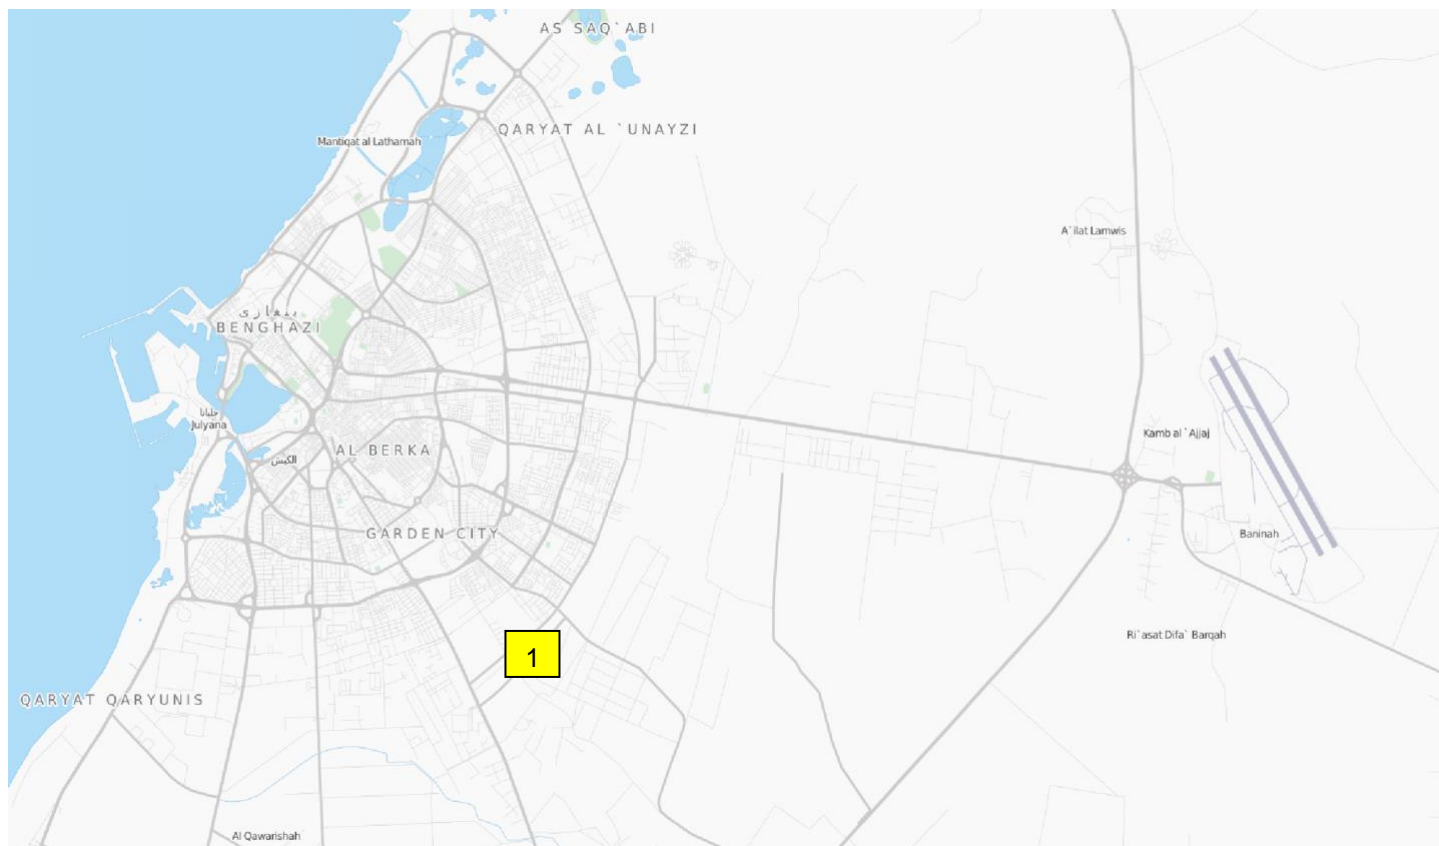 AS SAQ`ABI
QARYAT AL `UNAYZI
Mantiqat al Lathamah
A`ilat Lamwis
بنغازي
BENGHAZI
جليانا
Julyana
Kamb al `Ajjaj
AL BERKA
الكيش
GARDEN CITY
Baninah
Ri`asat Difa` Barqah
1
QARYAT QARYUNIS
Al Qawarishah